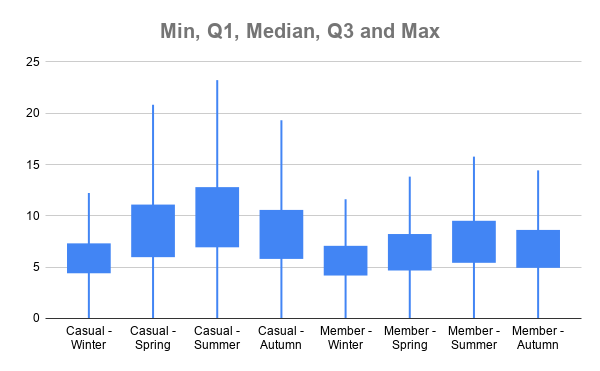 Min, Q1, Median, Q3 and Max
25
20
15
10
5
0
Casual - Casual - Casual - Casual - Member - Member - Member - Member -
Winter Spring Summer Autumn Winter Spring Summer Autumn